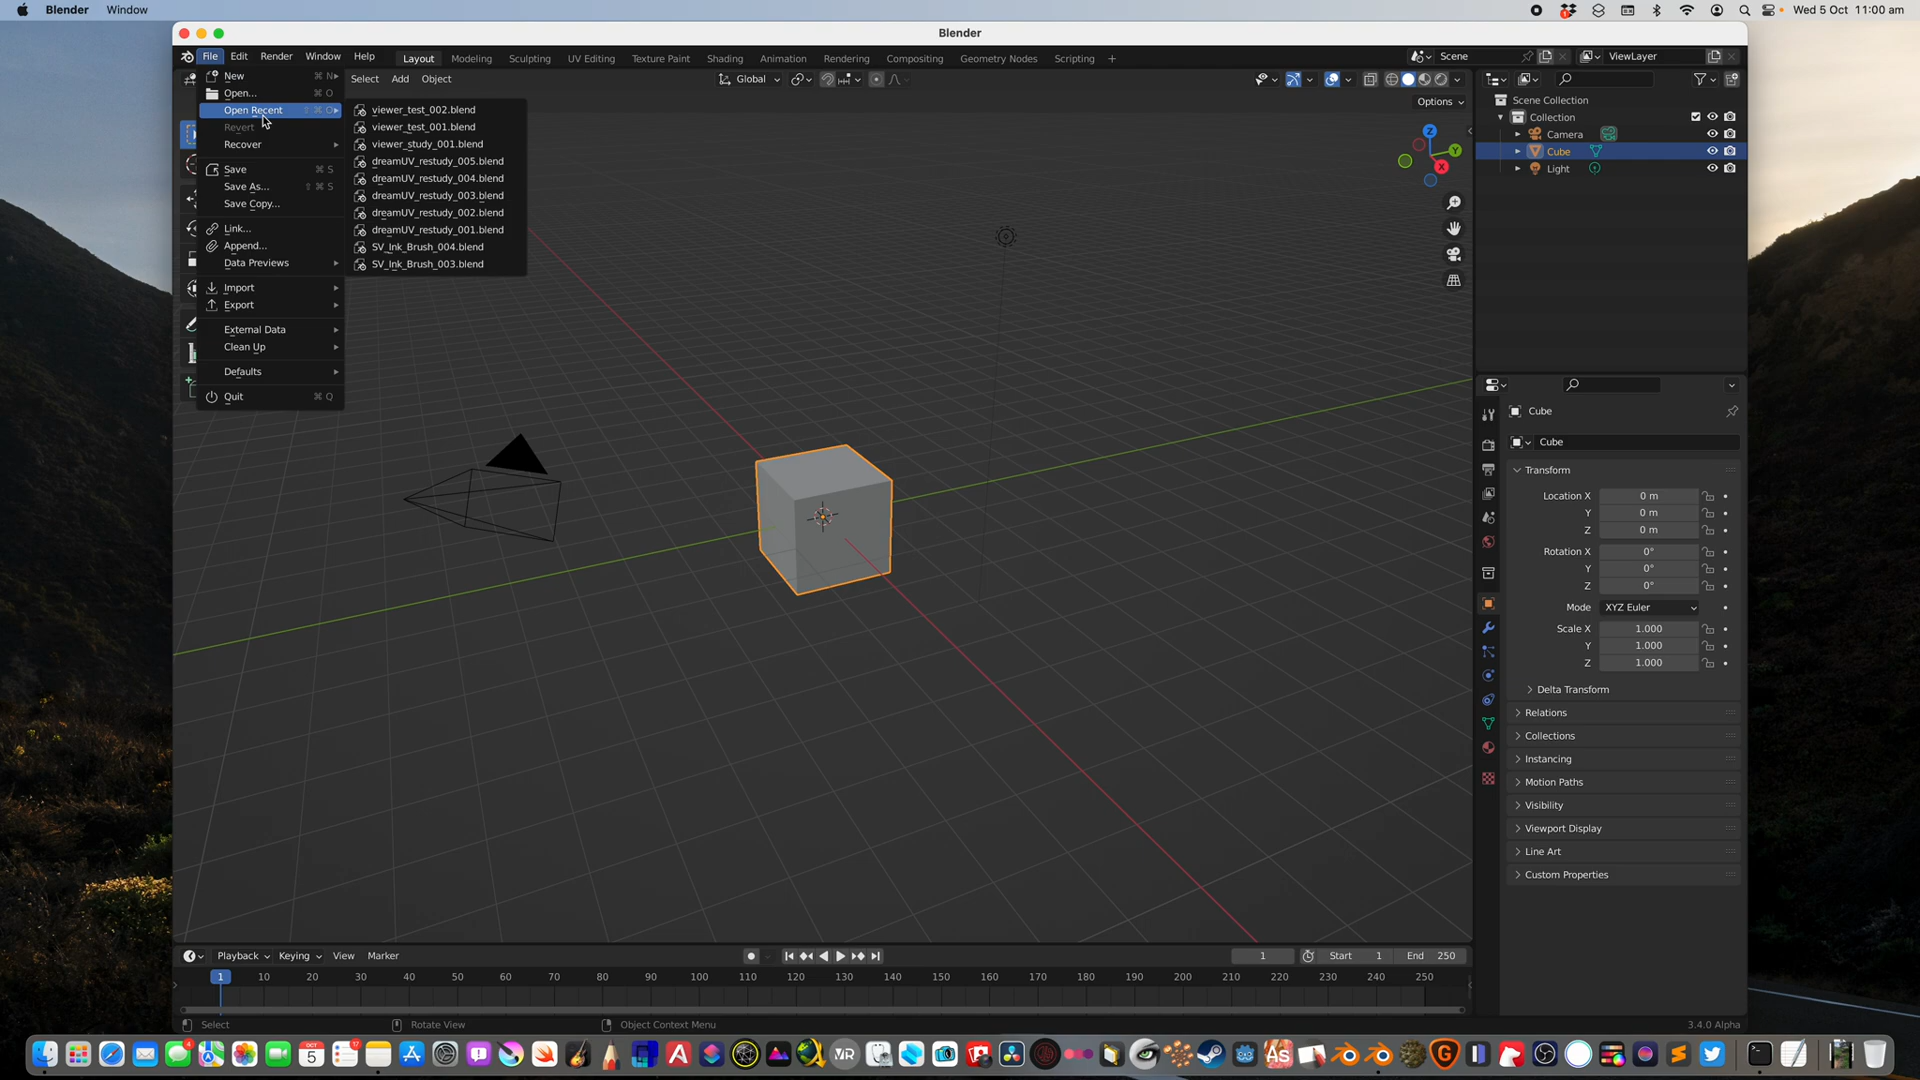 Blender Window Wed 5 Oct 11:00 am
Blender
File Edit Render Window Help Layout Modeling Sculpting UV Editing Texture Paint Shading Animation Rendering Compositing Geometry Nodes Scripting + Scene ViewLayer
Select Add Object Global
Options
New ⌘ N
Open... ⌘ O
Open Recent ⇧ ⌘ O
Revert
Recover
Save ⌘ S
Save As... ⇧ ⌘ S
Save Copy...
Link...
Append...
Data Previews
Import
Export
External Data
Clean Up
Defaults
Quit ⌘ Q
viewer_test_002.blend
viewer_test_001.blend
viewer_study_001.blend
dreamUV_restudy_005.blend
dreamUV_restudy_004.blend
dreamUV_restudy_003.blend
dreamUV_restudy_002.blend
dreamUV_restudy_001.blend
SV_Ink_Brush_004.blend
SV_Ink_Brush_003.blend
Z
Y
X
Scene Collection
Collection
Camera
Cube
Light
Cube
Cube
Transform
Location X 0 m
Y 0 m
Z 0 m
Rotation X 0°
Y 0°
Z 0°
Mode XYZ Euler
Scale X 1.000
Y 1.000
Z 1.000
Delta Transform
Relations
Collections
Instancing
Motion Paths
Visibility
Viewport Display
Line Art
Custom Properties
Playback Keying View Marker 1 Start 1 End 250
1 10 20 30 40 50 60 70 80 90 100 110 120 130 140 150 160 170 180 190 200 210 220 230 240 250
Select Rotate View Object Context Menu 3.4.0 Alpha
4 OCT 5 17 VR As G